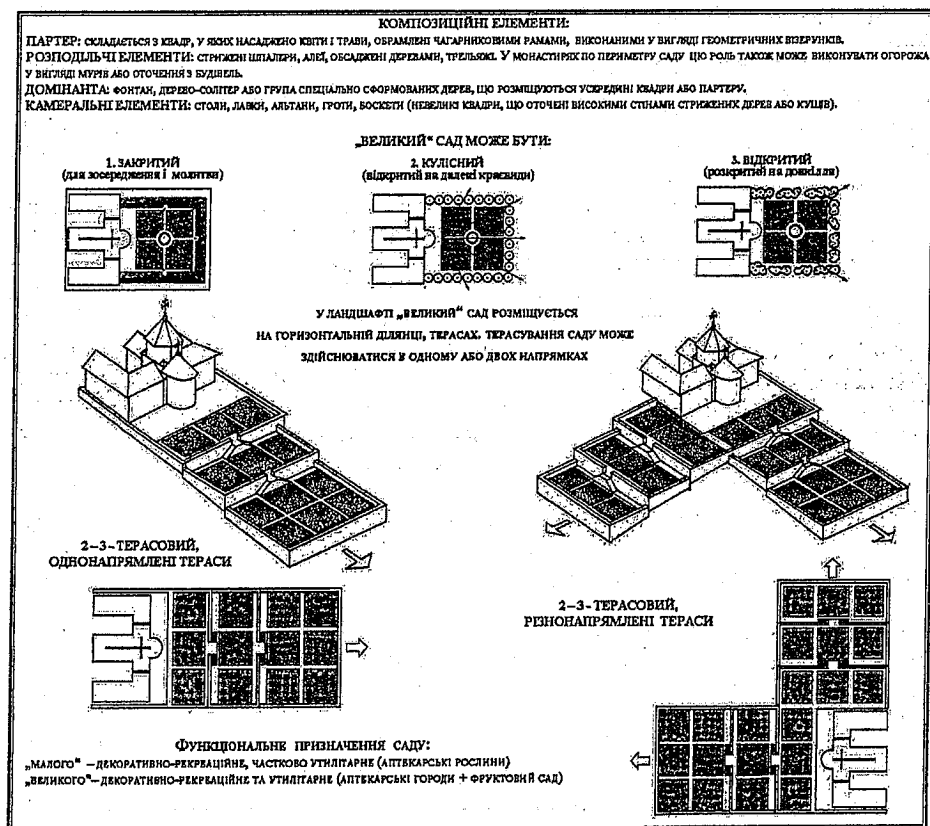 КОМПОЗИЦІЙНІ ЕЛЕМЕНТИ:
ПАРТЕР: СКЛАДАЄТЬСЯ З КВАДР, У ЯКИХ НАСАДЖЕНО КВІТИ І ТРАВИ, ОБРАМЛЕНІ ЧАГАРНИКОВИМИ РАМАМИ, ВИКОНАНИМИ У ВИГЛЯДІ ГЕОМЕТРИЧНИХ ВІЗЕРУНКІВ.
РОЗПОДІЛЬЧІ ЕЛЕМЕНТИ: СТРИЖЕНІ ШПАЛЕРИ, АЛЕЇ, ОБСАДЖЕНІ ДЕРЕВАМИ, ТРЕЛЬЯЖІ. У МОНАСТИРЯХ ПО ПЕРИМЕТРУ САДУ ЦЮ РОЛЬ ТАКОЖ МОЖЕ ВИКОНУВАТИ ОГОРОЖА
У ВИГЛЯДІ МУРІВ АБО ОТОЧЕННЯ З БУДІВЕЛЬ.
ДОМІНАНТА: ФОНТАН, ДЕРЕВО-СОЛІТЕР АБО ГРУПА СПЕЦІАЛЬНО СФОРМОВАНИХ ДЕРЕВ, ЩО РОЗМІЩУЮТЬСЯ УСЕРЕДИНІ КВАДРИ АБО ПАРТЕРУ.
КАМЕРАЛЬНІ ЕЛЕМЕНТИ: СТОЛИ, ЛАВКИ, АЛЬТАНИ, ГРОТИ, БОСКЕТИ (НЕВЕЛИКІ КВАДРИ, ЩО ОТОЧЕНІ ВИСОКИМИ СТІНАМИ СТРИЖЕНИХ ДЕРЕВ АБО КУЩІВ).
„ВЕЛИКИЙ“ САД МОЖЕ БУТИ:
1. ЗАКРИТИЙ
(для зосередження і молитви)
2. КУЛІСНИЙ
(відкритий на далекі краєвиди)
3. ВІДКРИТИЙ
(розкритий на довкілля)
У ЛАНДШАФТІ „ВЕЛИКИЙ“ САД РОЗМІЩУЄТЬСЯ
НА ГОРИЗОНТАЛЬНІЙ ДІЛЯНЦІ, ТЕРАСАХ. ТЕРАСУВАННЯ САДУ МОЖЕ
ЗДІЙСНЮВАТИСЯ В ОДНОМУ АБО ДВОХ НАПРЯМКАХ
2–3-ТЕРАСОВИЙ,
ОДНОНАПРЯМЛЕНІ ТЕРАСИ
2–3-ТЕРАСОВИЙ,
РІЗНОНАПРЯМЛЕНІ ТЕРАСИ
ФУНКЦІОНАЛЬНЕ ПРИЗНАЧЕННЯ САДУ:
„МАЛОГО“ –ДЕКОРАТИВНО-РЕКРЕАЦІЙНЕ, ЧАСТКОВО УТИЛІТАРНЕ (АПТЕКАРСЬКІ РОСЛИНИ)
„ВЕЛИКОГО“–ДЕКОРАТИВНО-РЕКРЕАЦІЙНЕ ТА УТИЛІТАРНЕ (АПТЕКАРСЬКІ ГОРОДИ + ФРУКТОВИЙ САД)